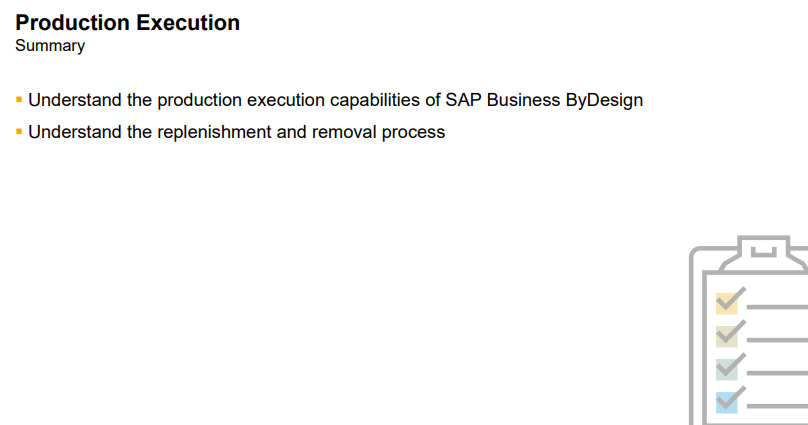 Production Execution
Summary
▪ Understand the production execution capabilities of SAP Business ByDesign
▪ Understand the replenishment and removal process